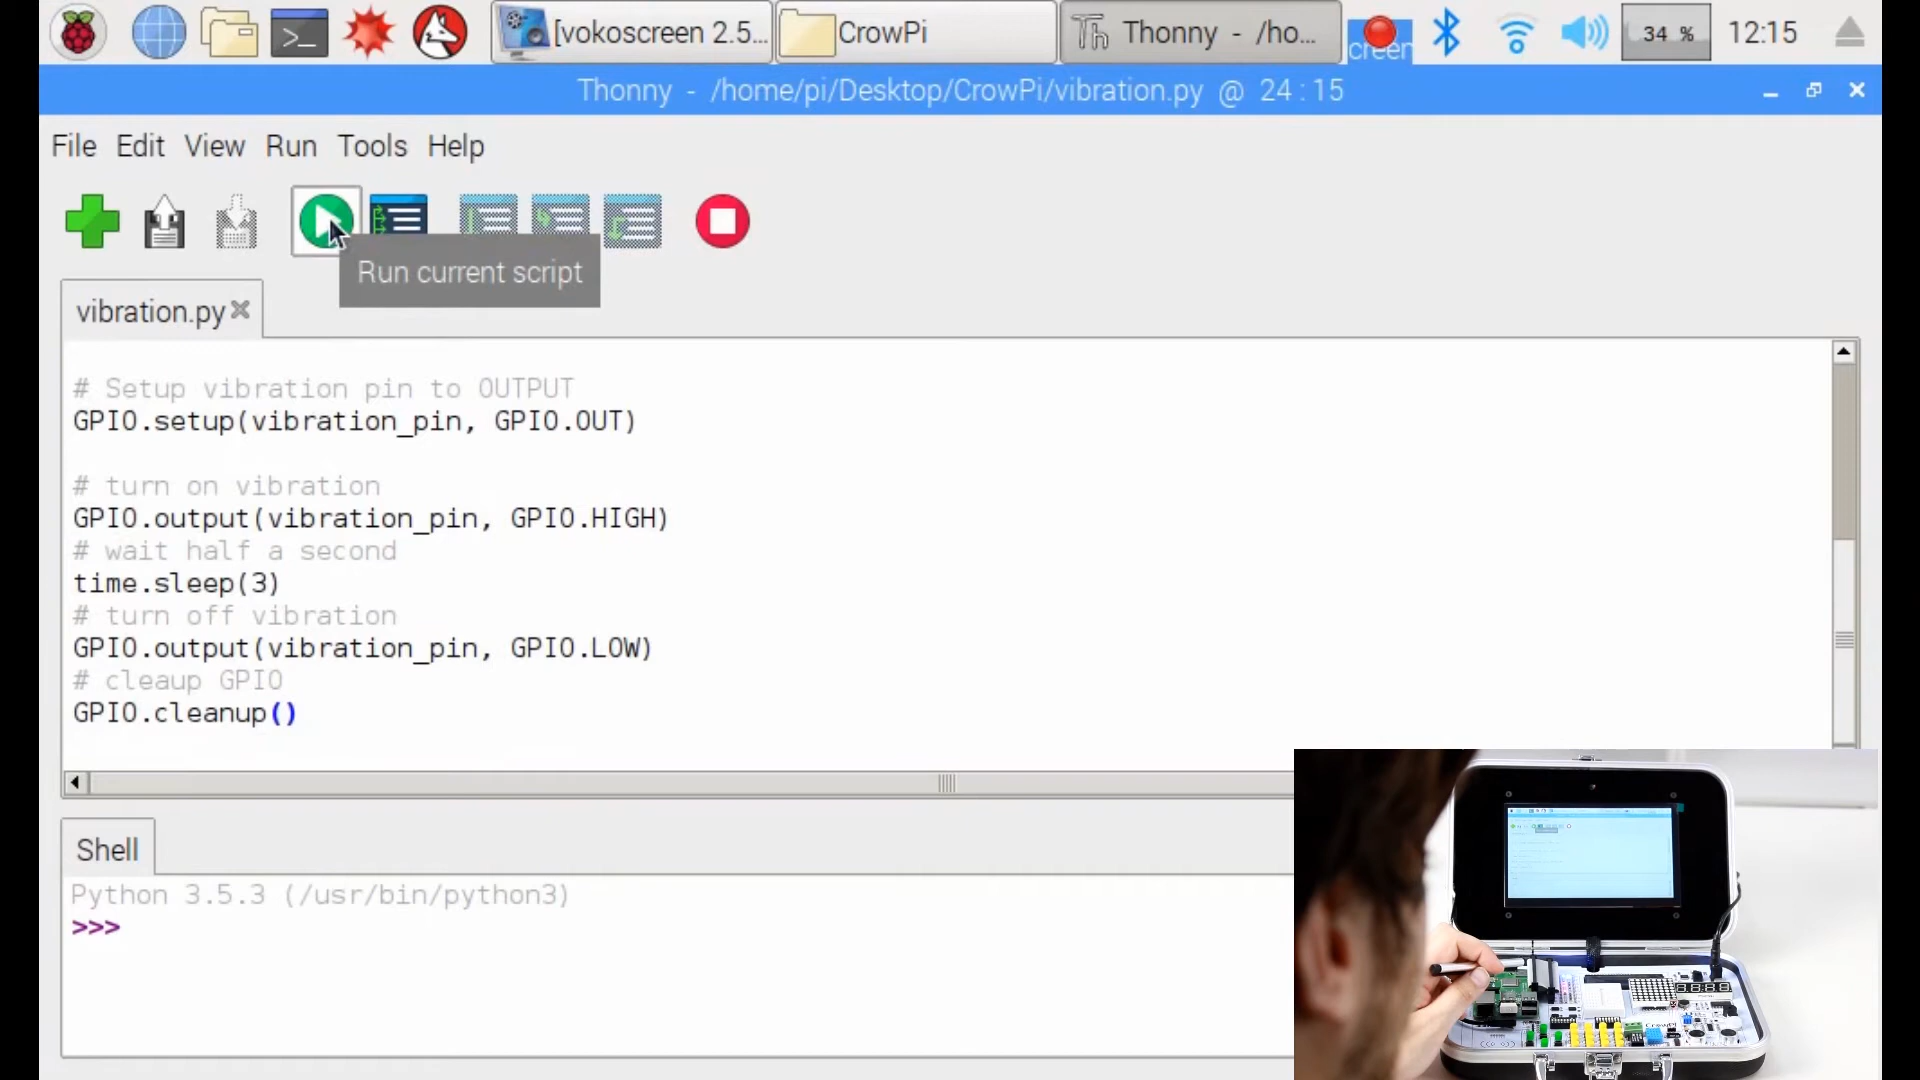 [vokoscreen 2.5...
CrowPi
Thonny - /ho...
creen
34 %
12:15
Thonny - /home/pi/Desktop/CrowPi/vibration.py @ 24 : 15
File Edit View Run Tools Help
Run current script
vibration.py
# Setup vibration pin to OUTPUT
GPIO.setup(vibration_pin, GPIO.OUT)
# turn on vibration
GPIO.output(vibration_pin, GPIO.HIGH)
# wait half a second
time.sleep(3)
# turn off vibration
GPIO.output(vibration_pin, GPIO.LOW)
# cleaup GPIO
GPIO.cleanup()
Shell
Python 3.5.3 (/usr/bin/python3)
>>>
CrowPi